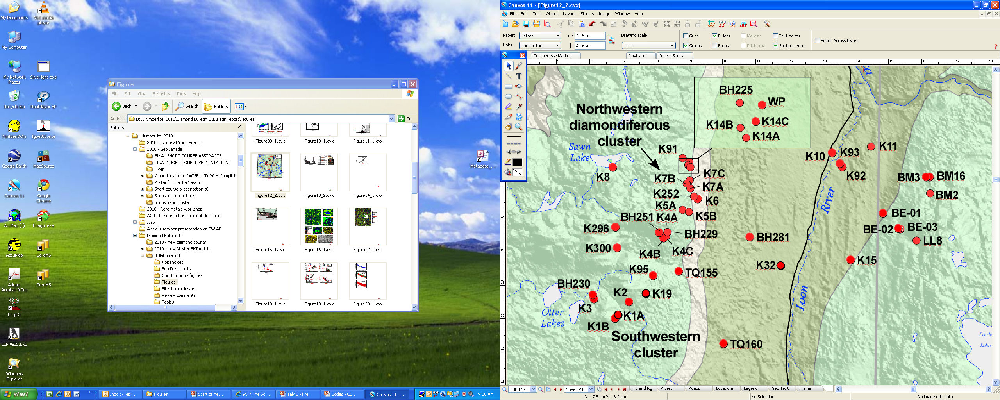 My Documents
VLC media player
My Computer
My Network Places
Silverlight.exe
Recycle Bin
RealPlayer SP
MinIdentWin
Igpet05.exe
Google Earth
MapSource
Canvas 11
Google Chrome
ArcMap (2)
fmegui.exe
AccuMap
CoreMS
Adobe Acrobat 9 Pro
CoreMS
Erupt3
EZPAGES.EXE
Windows Explorer
Metadata_...
Figures
File Edit View Favorites Tools Help
Back Search Folders
Address D:\1 Kimberlite_2010\Diamond Bulletin II\Bulletin report\Figures Go
Folders
1 Kimberlite_2010
2010 - Calgary Mining Forum
2010 - GeoCanada
FINAL SHORT COURSE ABSTRACTS
FINAL SHORT COURSE PRESENTATIONS
Flyer
Kimberlites in the WCSB - CD-ROM Compilatic
Poster for Mantle Session
Short course presentation(s)
Speaker contributions
Sponsorship poster
2010 - Rare Metals Workshop
ACR - Resource Development document
AGS
Alexei's seminar presentation on SW AB
Diamond Bulletin II
2010 - new diamond counts
2010 - new Master EMPA data
Bulletin report
Appendices
Bob Davie edits
Construction - figures
Figures
Files for reviewers
Review comments
Tables
Figure09_1.cvx Figure10_1.cvx Figure11_1.cvx
Figure12_2.cvx Figure13_2.cvx Figure14_1.cvx
Figure15_1.cvx Figure16_1.cvx Figure17_1.cvx
Figure18_1.cvx Figure19_1.cvx Figure20_1.cvx
start
Inbox - Micr...
Figures
Start of ne...
95.7 The So...
Talk 6 - Fre...
Eccles - CS...
Canvas 11 -...
9:28 AM
Canvas 11 - [Figure12_2.cvx]
File Edit Text Object Layout Effects Image Window Help
Paper: Letter 21.6 cm Drawing scale: Grids Rulers Margins Text boxes
Select Across layers
Units: centimeters 27.9 cm 1 : 1 Guides Breaks Print area Spelling errors
Comments & Markup Navigator Object Specs
5 6 7 8 9 10 11 12 13 14 15 16 17 18
7
9
10
11
12
13
BH225
WP
K14C
K14B
K14A
Northwestern
diamondiferous
cluster
Sawn
Lake
K91
K8
K7B
K7C
K7A
K252
K6
K5A
K5B
BH251
K4A
K296
BH229
K300
K4B
K4C
K95
TQ155
BH230
K2
K19
K3
Otter
Lakes
K1A
K1B
Southwestern
cluster
TQ160
BH281
K32
K10
K93
K11
K92
River
Loon
BM3
BM16
BM2
BE-01
BE-02
BE-03
LL8
K15
Peerle
Lakes
300.0% Sheet #1 Tp and Rg Rivers Roads Locations Legend Geo Text Frame
X: 17.5 cm Y: 13.2 cm No Selection No image edit data